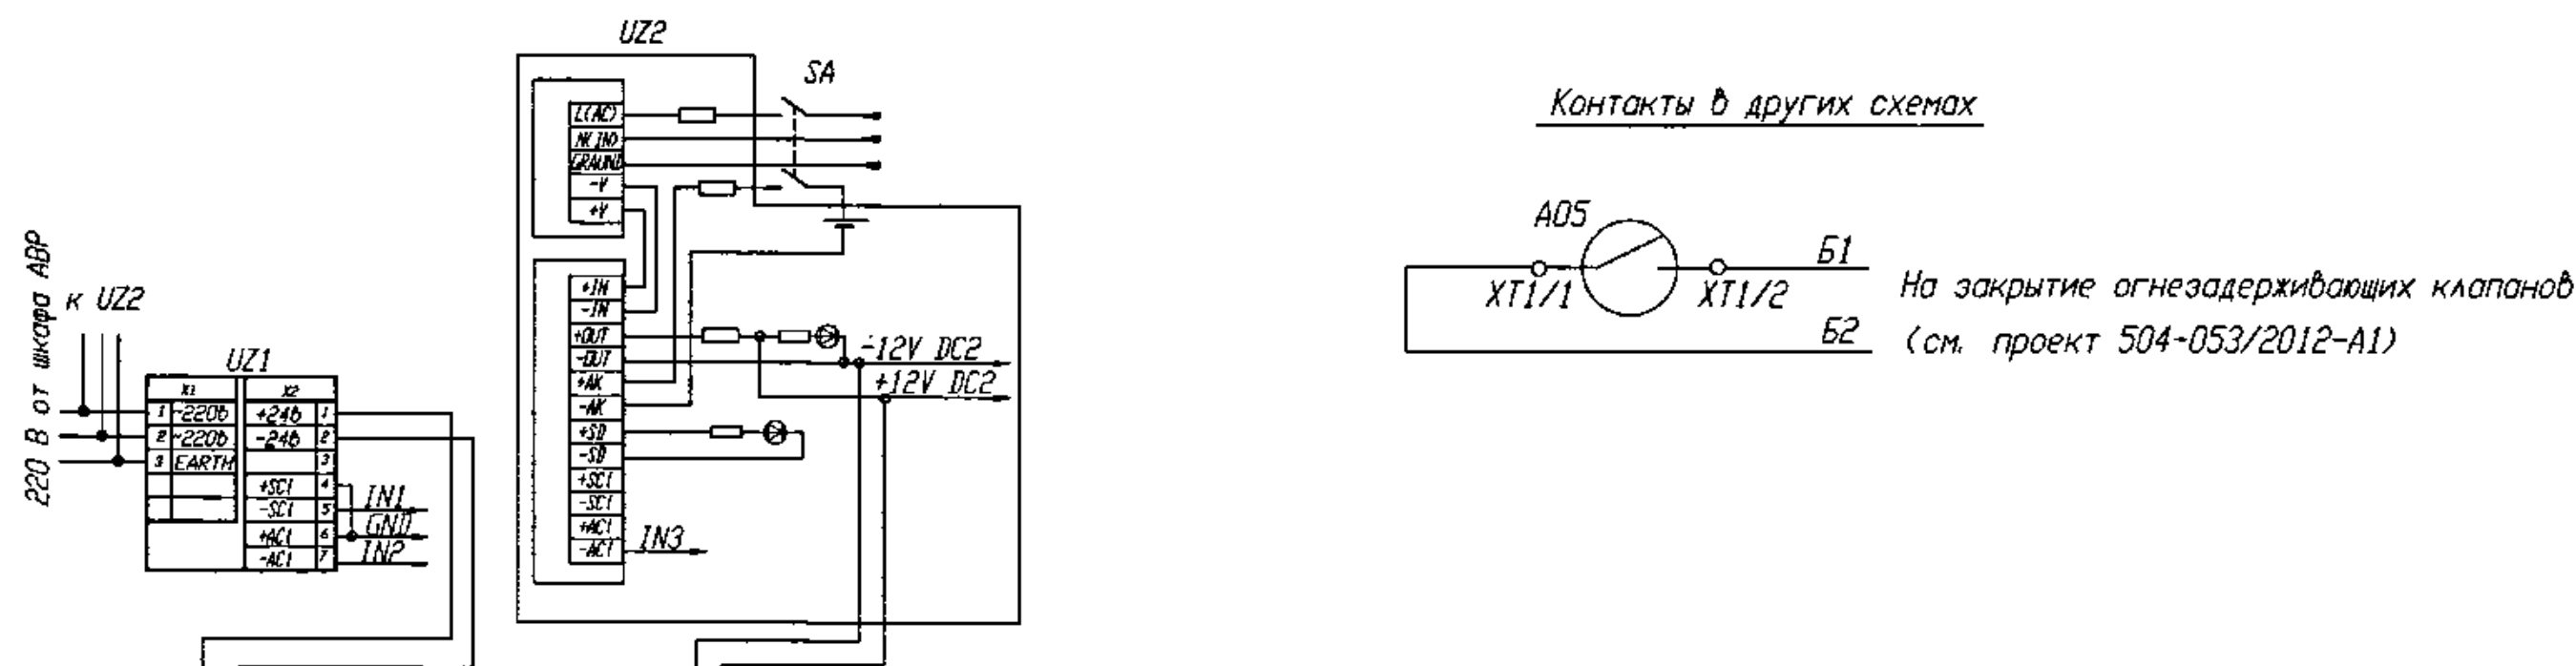 UZ2
SA
L(AC)
N(IN)
GRAUND
-V
+V
+IN
-IN
+OUT
-OUT
+AK
-AK
+SD
-SD
+SC1
-SC1
+AC1
-AC1
IN3
-12V DC2
+12V DC2
220 В от шкафа АВР
к UZ2
UZ1
X1 X2
1 ~220В +24В 1
2 ~220В -24В 2
3 EARTH 3
+SC1 4
-SC1 5
+AC1 6
-AC1 7
IN1
GND
IN2
Контакты в других схемах
A05
XT1/1
XT1/2
Б1
Б2
На закрытие огнезадерживающих клапанов
(см. проект 504-053/2012-А1)